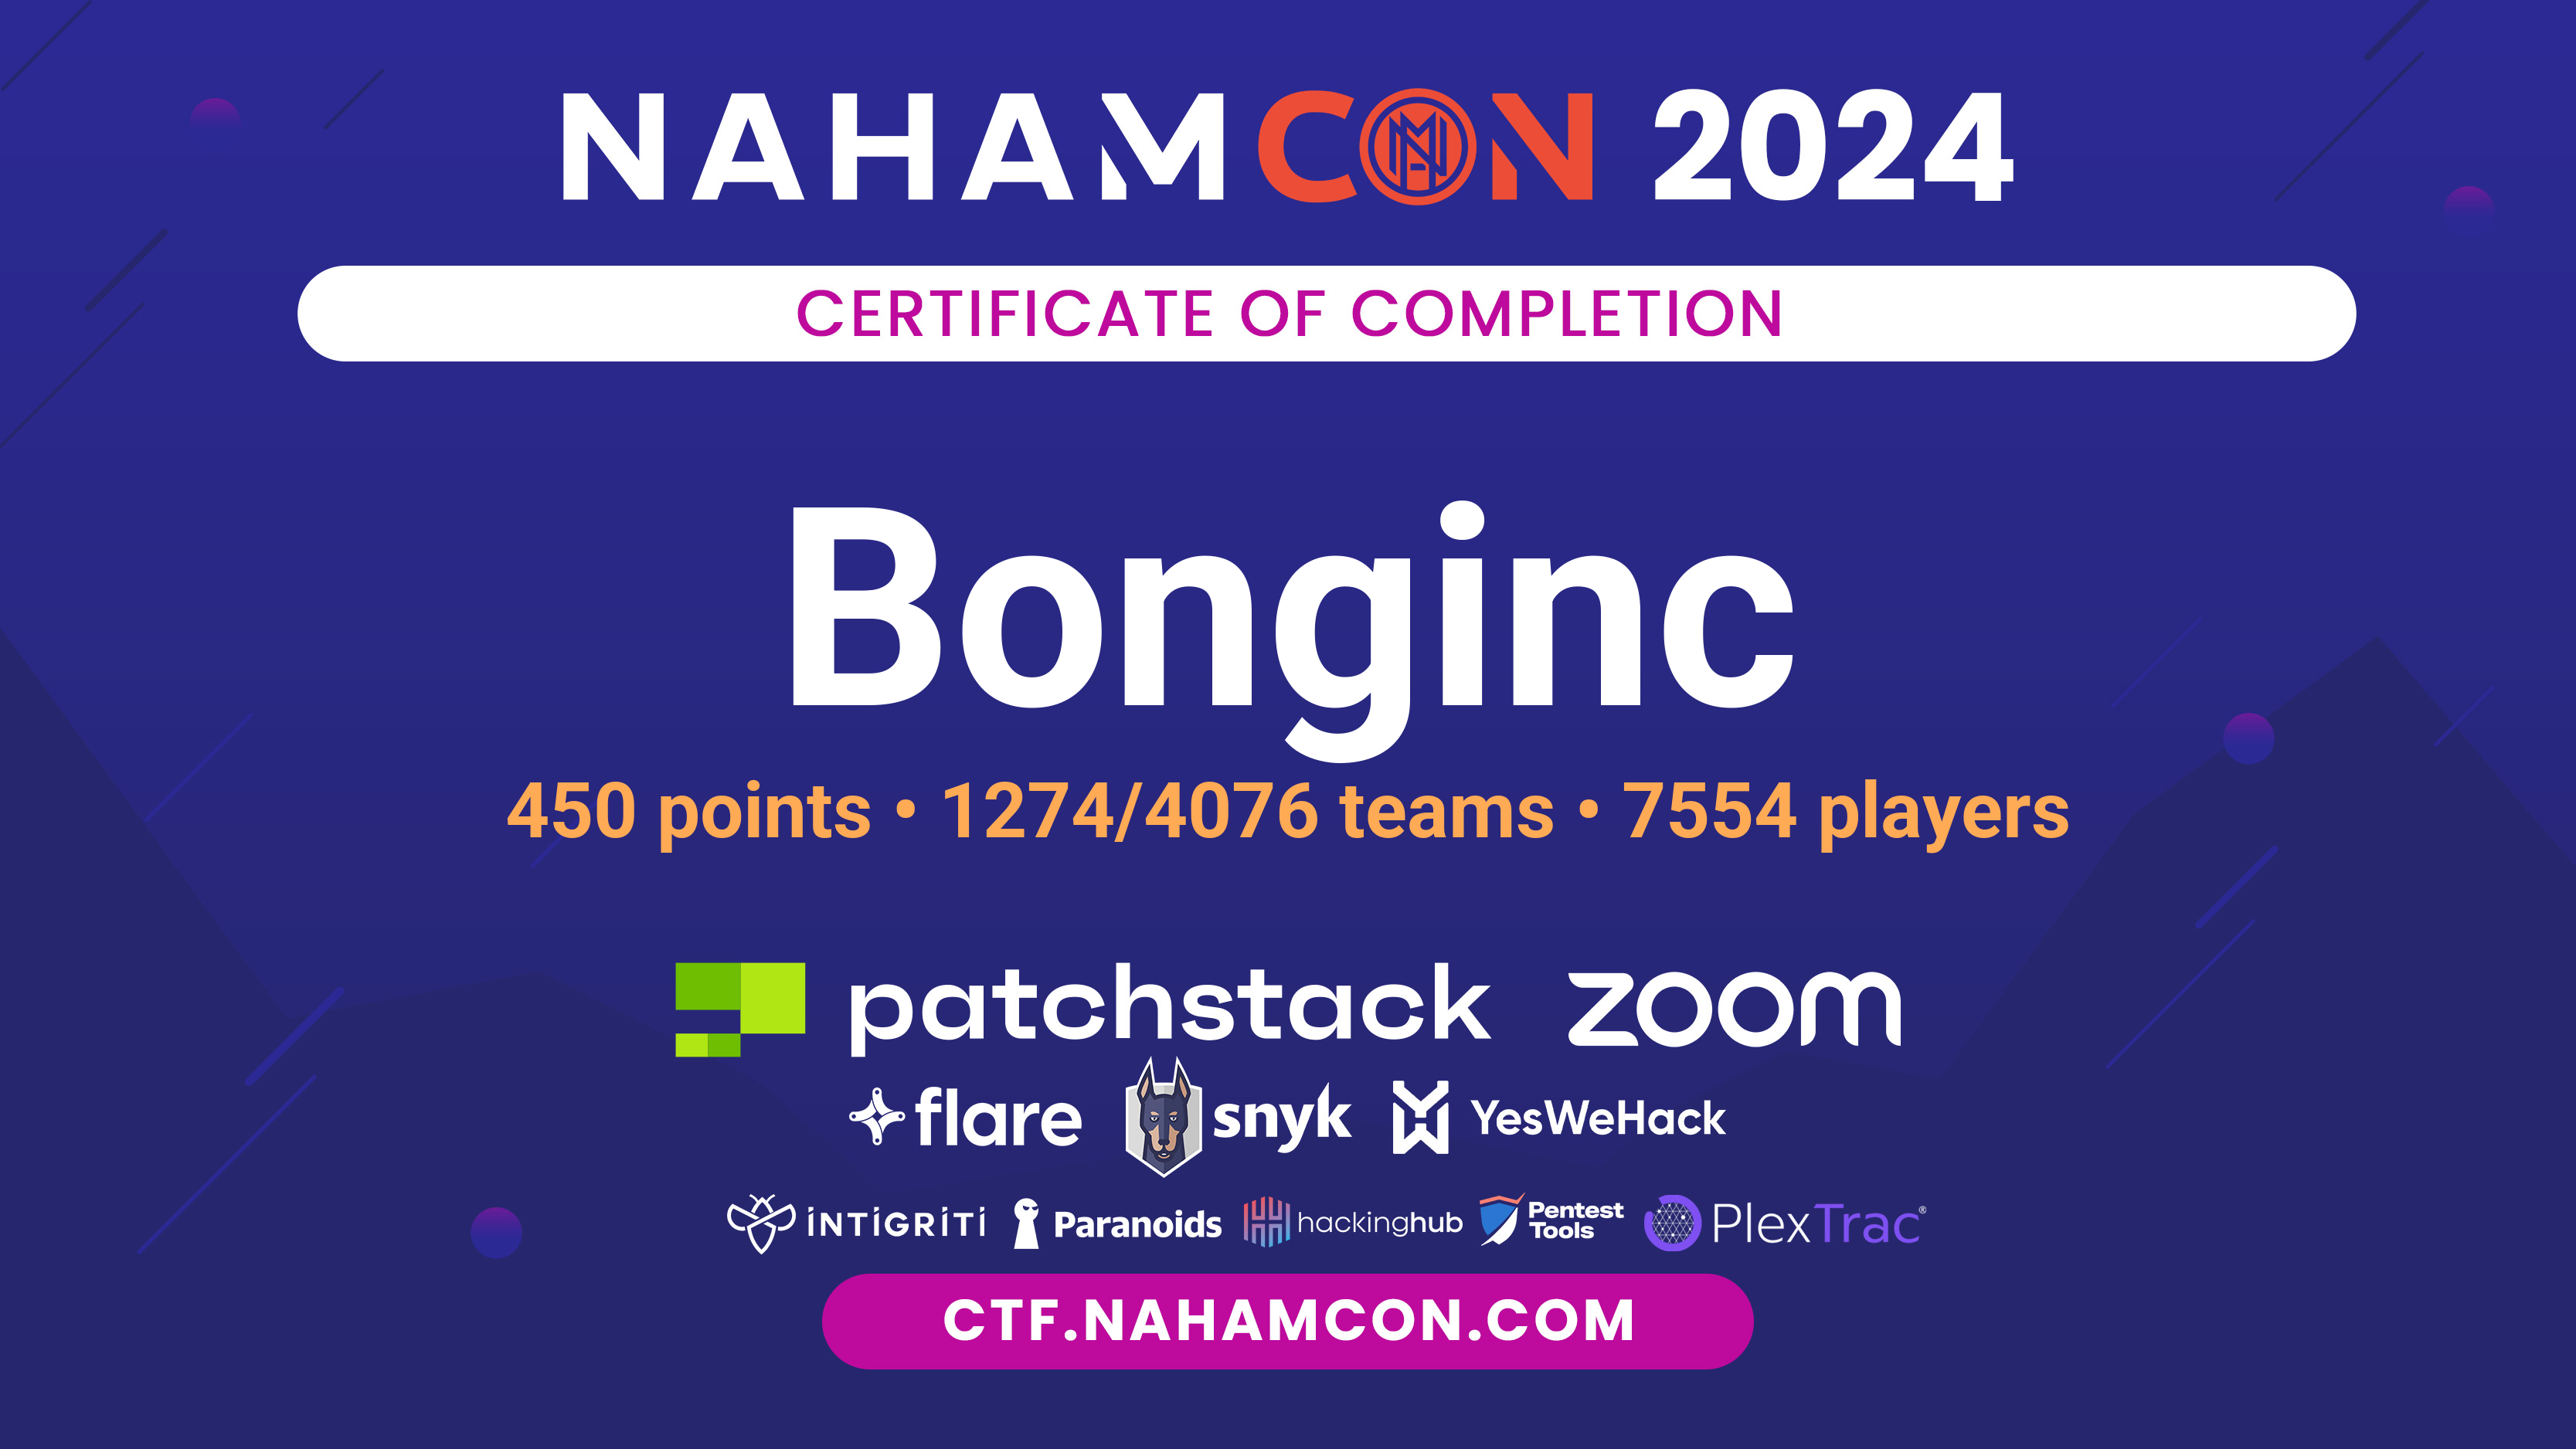 NAHAMCON 2024
CERTIFICATE OF COMPLETION
Bonginc
450 points • 1274/4076 teams • 7554 players
patchstack zoom
flare snyk YesWeHack
INTIGRITI Paranoids hackinghub Pentest Tools PlexTrac®
CTF.NAHAMCON.COM